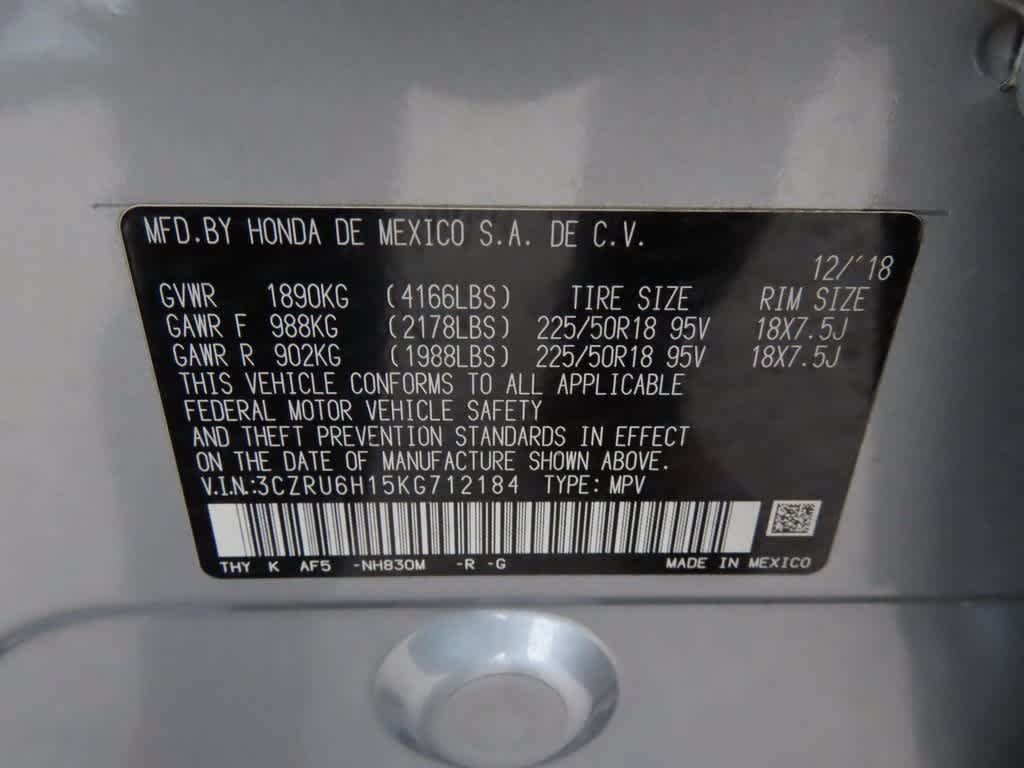 MFD.BY HONDA DE MEXICO S.A. DE C.V.
12/'18
GVWR 1890KG (4166LBS) TIRE SIZE RIM SIZE
GAWR F 988KG (2178LBS) 225/50R18 95V 18X7.5J
GAWR R 902KG (1988LBS) 225/50R18 95V 18X7.5J
THIS VEHICLE CONFORMS TO ALL APPLICABLE
FEDERAL MOTOR VEHICLE SAFETY
AND THEFT PREVENTION STANDARDS IN EFFECT
ON THE DATE OF MANUFACTURE SHOWN ABOVE.
V.I.N.:3CZRU6H15KG712184 TYPE: MPV
THY K AF5 -NH830M -R -G MADE IN MEXICO